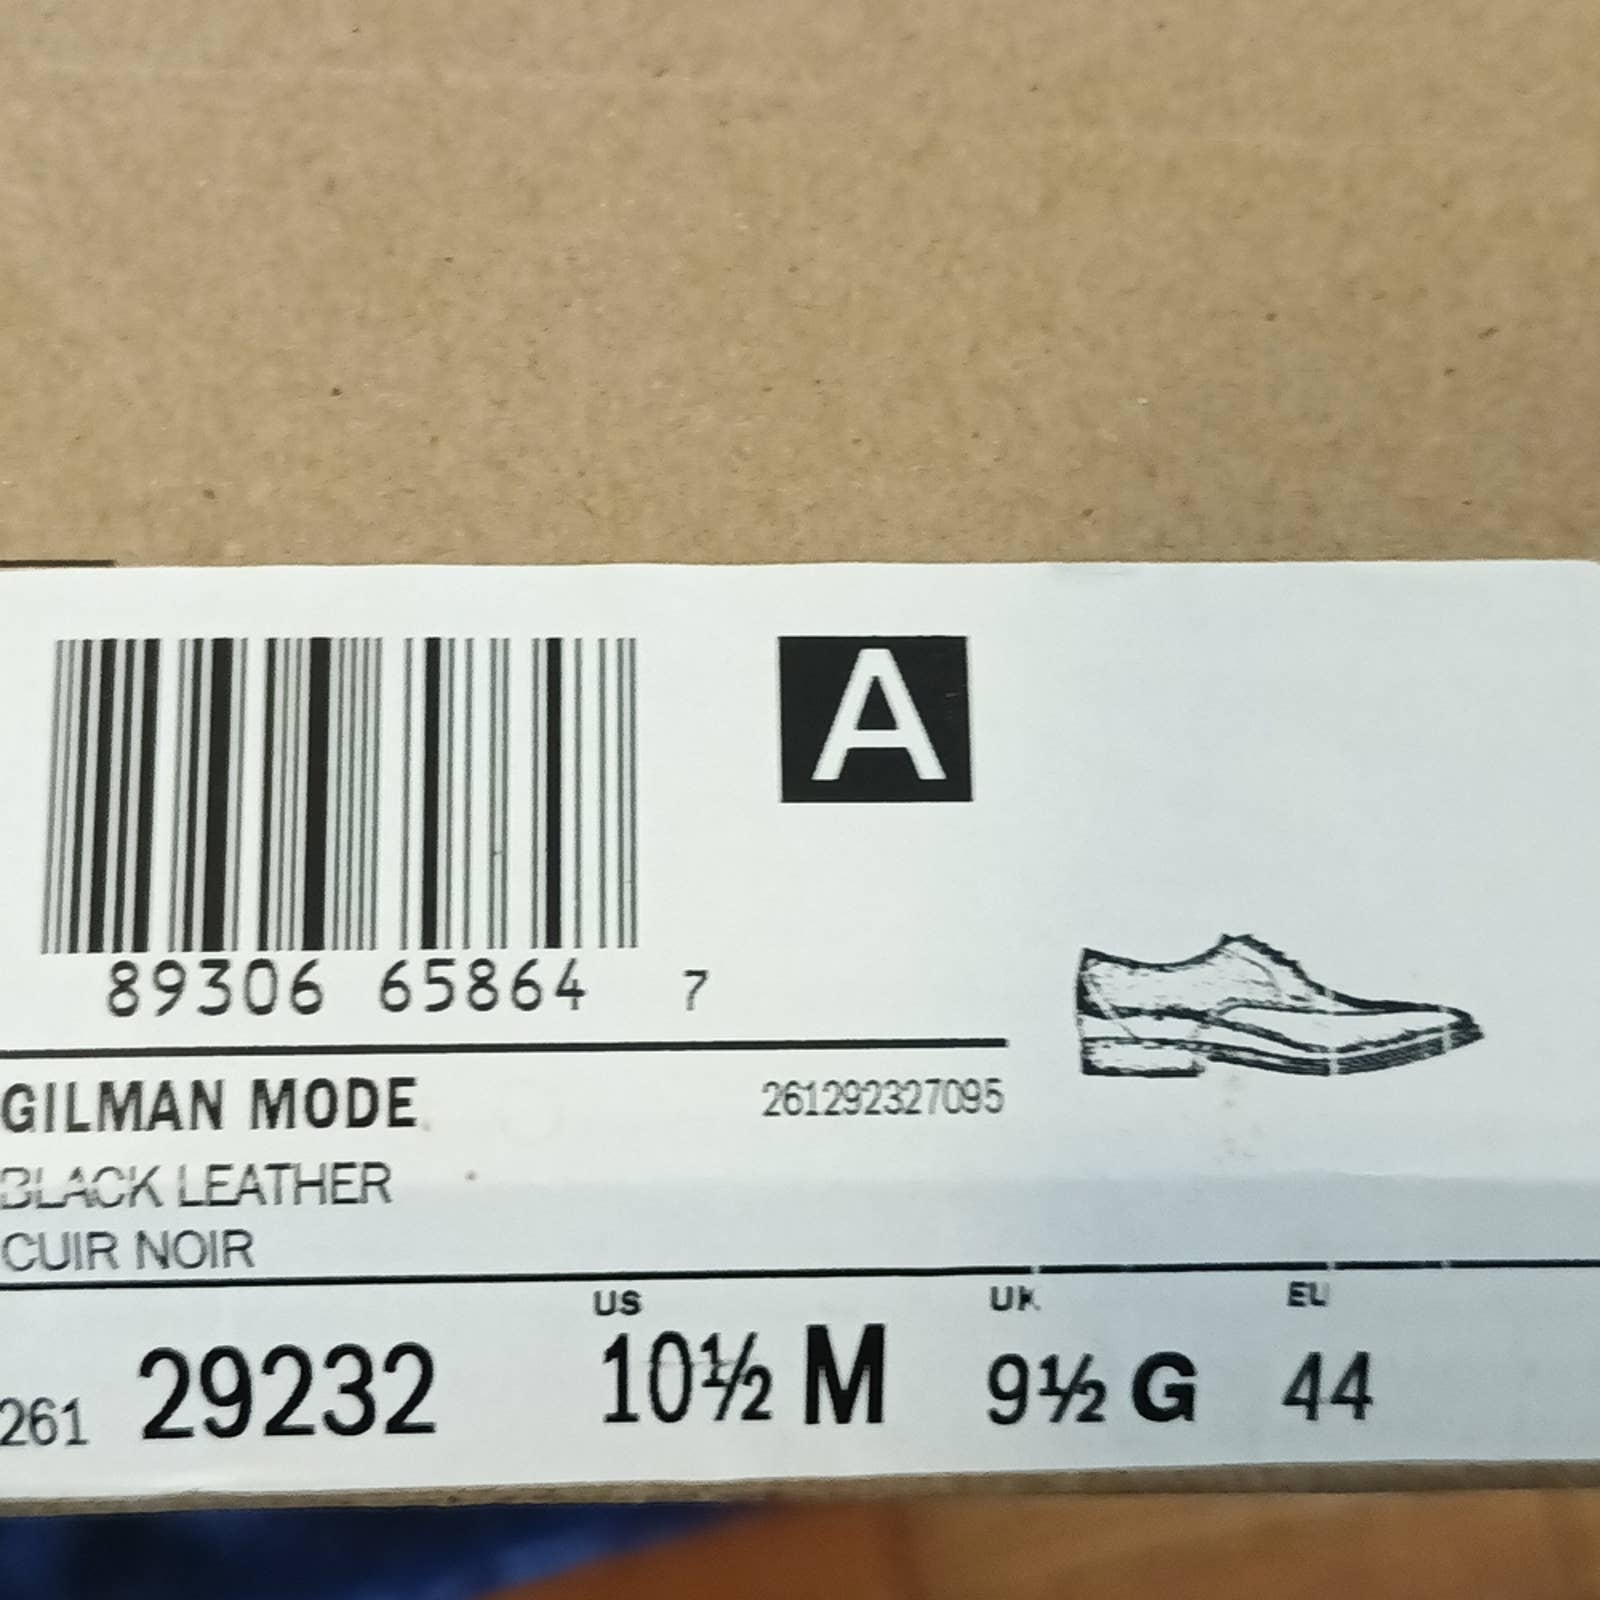 A
89306 65864 7
GILMAN MODE 261292327095
BLACK LEATHER
CUIR NOIR
US UK EU
261 29232 10½ M 9½ G 44